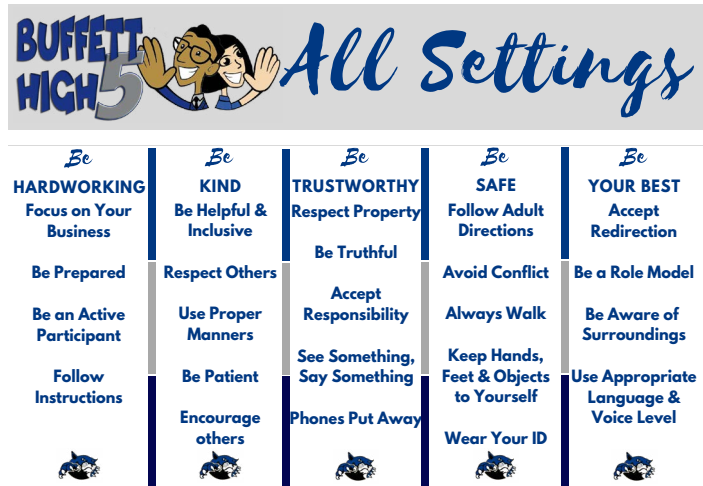 BUFFETT
HIGH 5
All Settings
Be
HARDWORKING
Focus on Your
Business
Be Prepared
Be an Active
Participant
Follow
Instructions
Be
KIND
Be Helpful &
Inclusive
Respect Others
Use Proper
Manners
Be Patient
Encourage
others
Be
TRUSTWORTHY
Respect Property
Be Truthful
Accept
Responsibility
See Something,
Say Something
Phones Put Away
Be
SAFE
Follow Adult
Directions
Avoid Conflict
Always Walk
Keep Hands,
Feet & Objects
to Yourself
Wear Your ID
Be
YOUR BEST
Accept
Redirection
Be a Role Model
Be Aware of
Surroundings
Use Appropriate
Language &
Voice Level